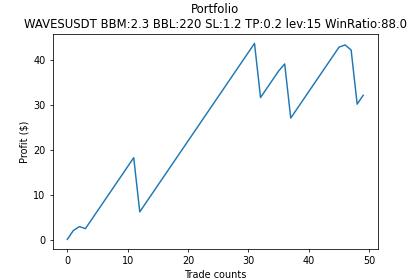 Portfolio
WAVESUSDT BBM:2.3 BBL:220 SL:1.2 TP:0.2 lev:15 WinRatio:88.0
40
30
20
10
0
Profit ($)
0 10 20 30 40 50
Trade counts